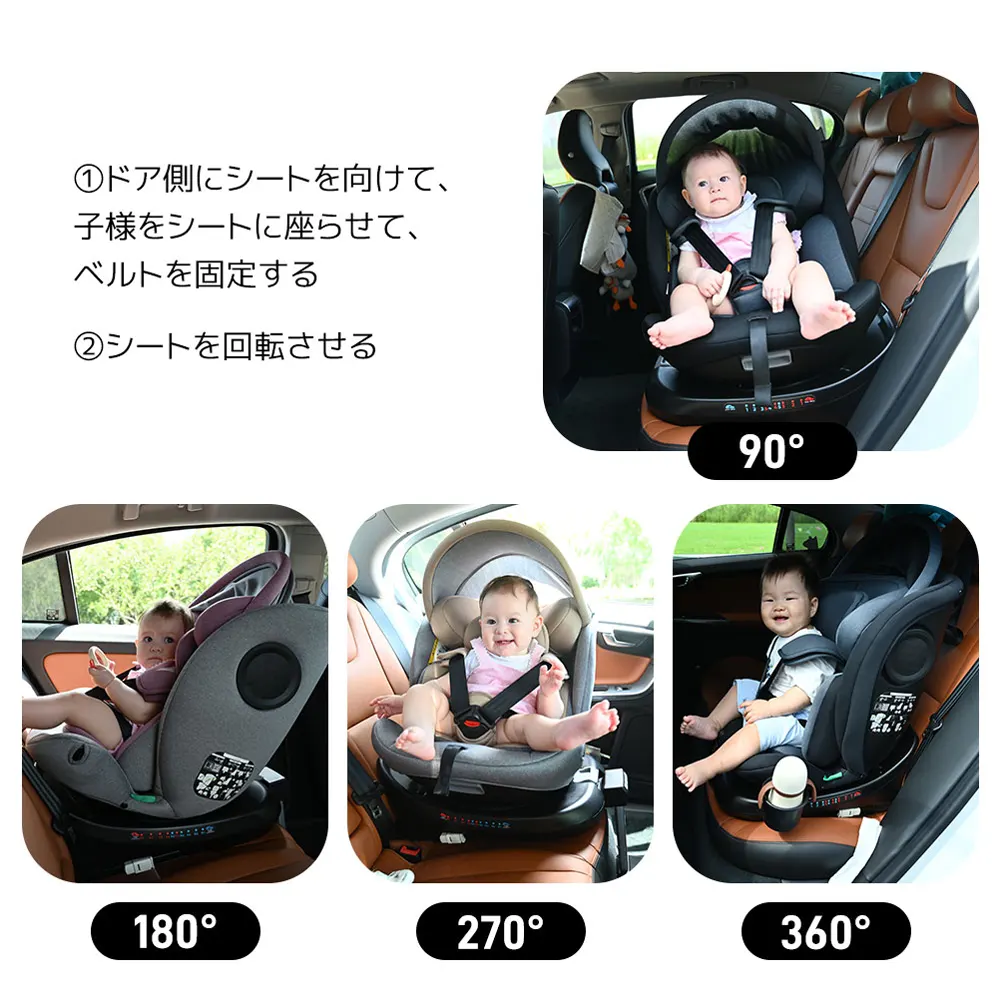 ①ドア側にシートを向けて、
子様をシートに座らせて、
ベルトを固定する
②シートを回転させる
90°
180°
270°
360°